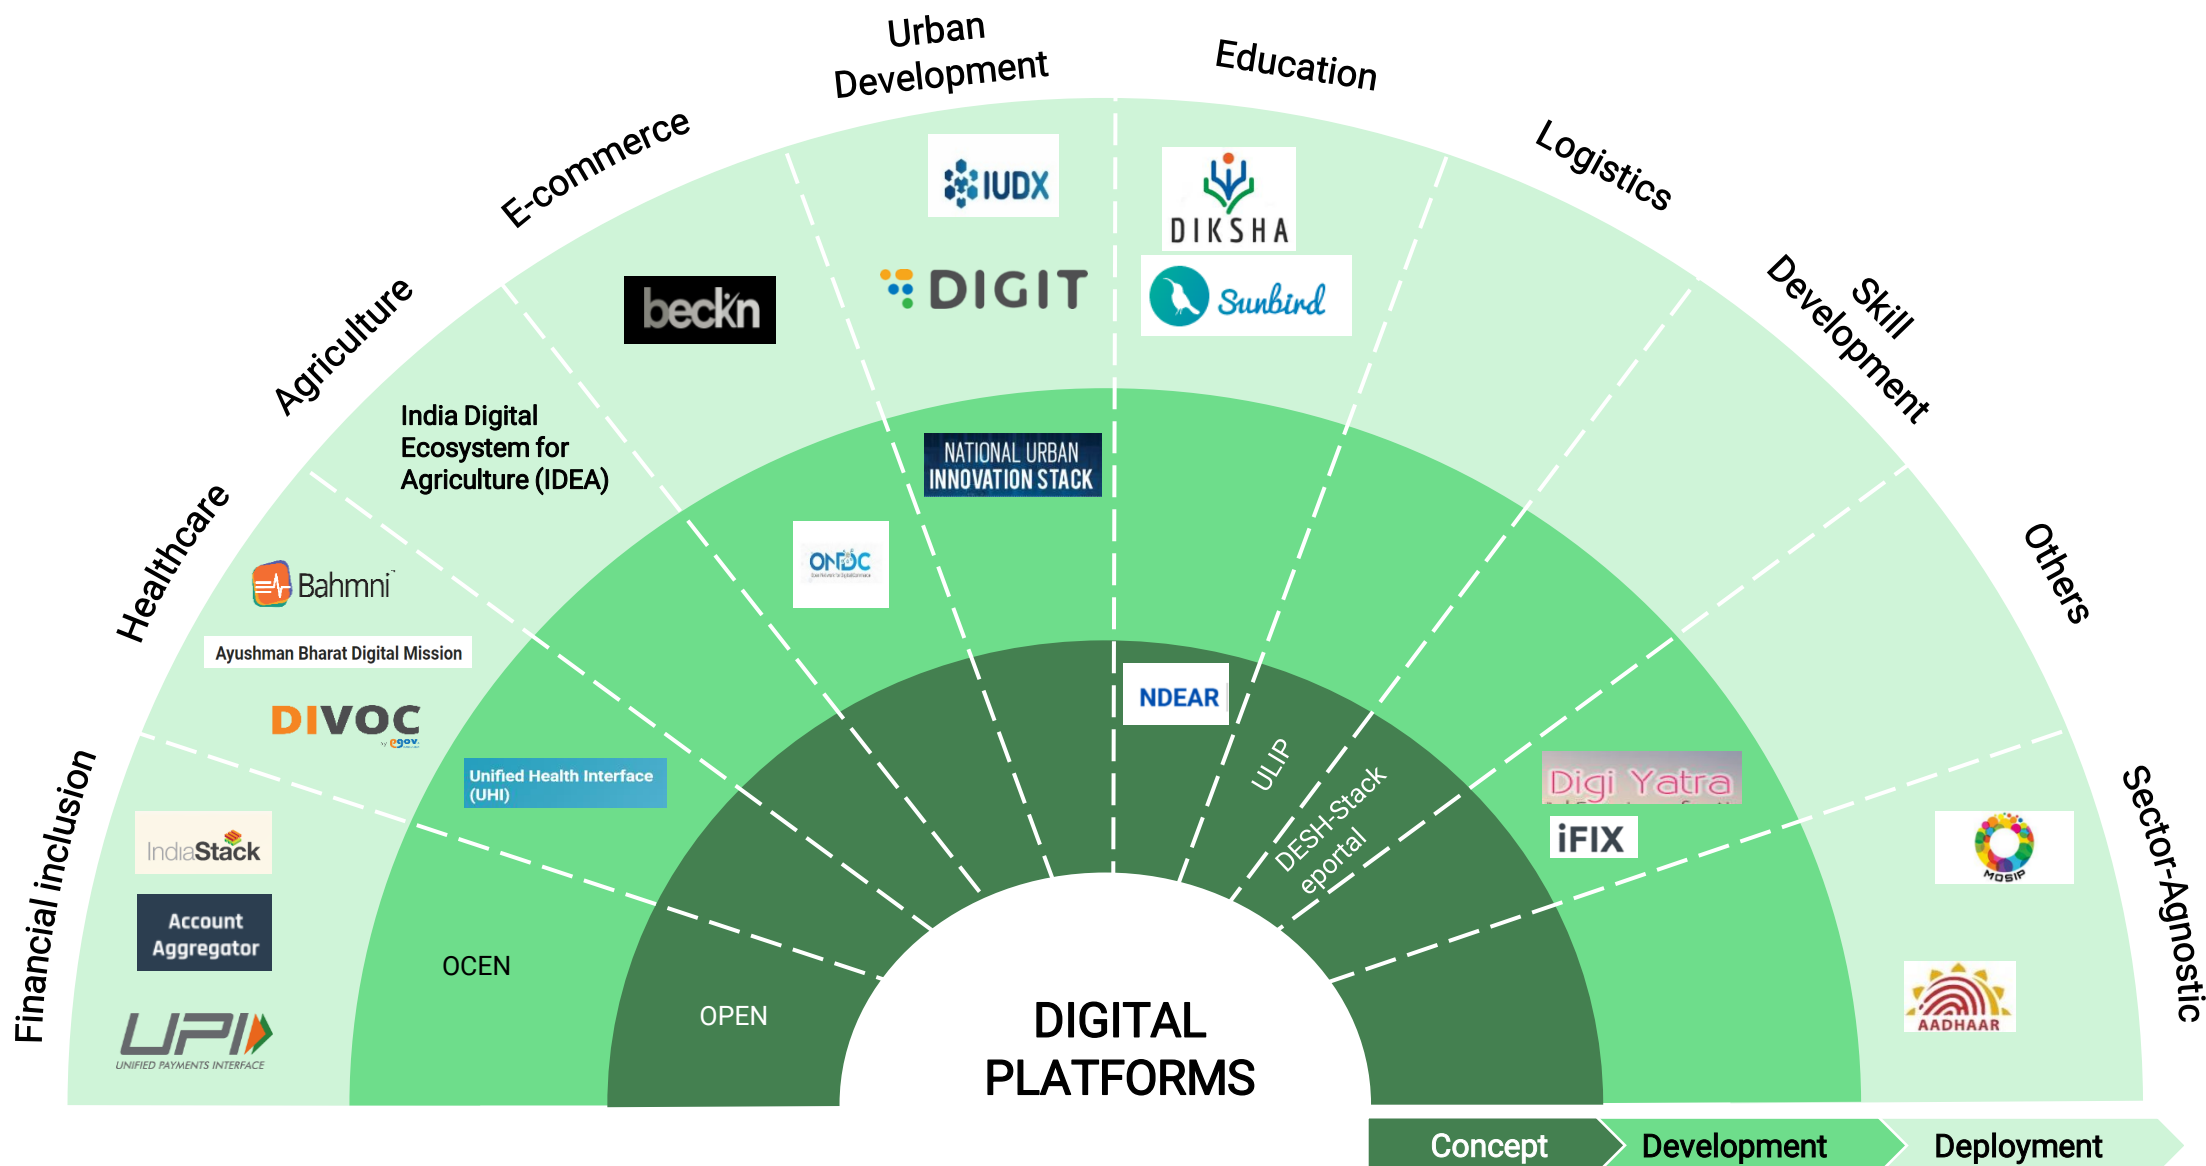 Urban
Development
Education
E-commerce
Logistics
Agriculture
Skill
Development
Healthcare
Others
Financial inclusion
Sector-Agnostic
IUDX
DIGIT
DIKSHA
Sunbird
beckn
India Digital
Ecosystem for
Agriculture (IDEA)
NATIONAL URBAN
INNOVATION STACK
ONDC
Bahmni
Ayushman Bharat Digital Mission
DIVOC
by egov
Unified Health Interface
(UHI)
NDEAR
ULIP
DESH-Stack
eportal
Digi Yatra
iFIX
IndiaStack
Account
Aggregator
UPI
UNIFIED PAYMENTS INTERFACE
OCEN
OPEN
MOSIP
AADHAAR
DIGITAL
PLATFORMS
Concept
Development
Deployment